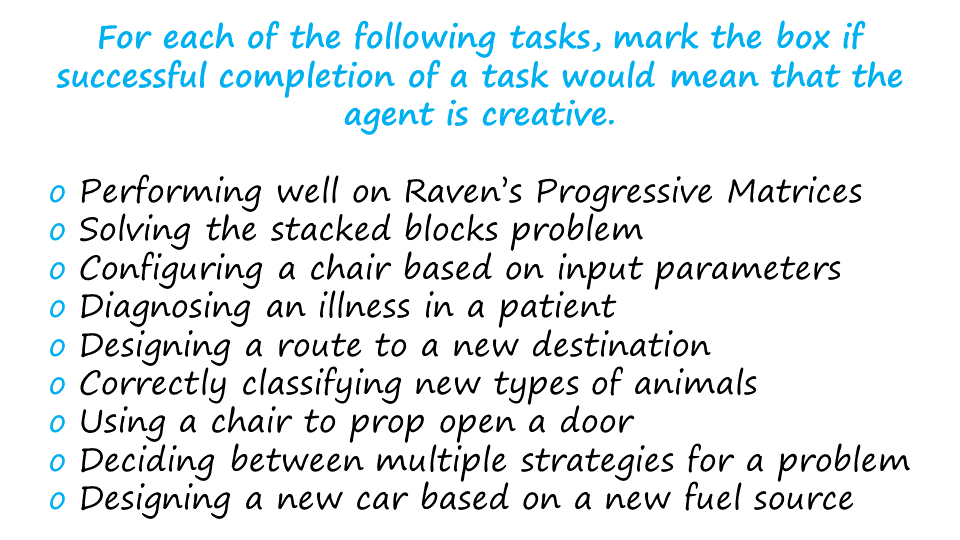 For each of the following tasks, mark the box if
successful completion of a task would mean that the
agent is creative.
o Performing well on Raven’s Progressive Matrices
o Solving the stacked blocks problem
o Configuring a chair based on input parameters
o Diagnosing an illness in a patient
o Designing a route to a new destination
o Correctly classifying new types of animals
o Using a chair to prop open a door
o Deciding between multiple strategies for a problem
o Designing a new car based on a new fuel source